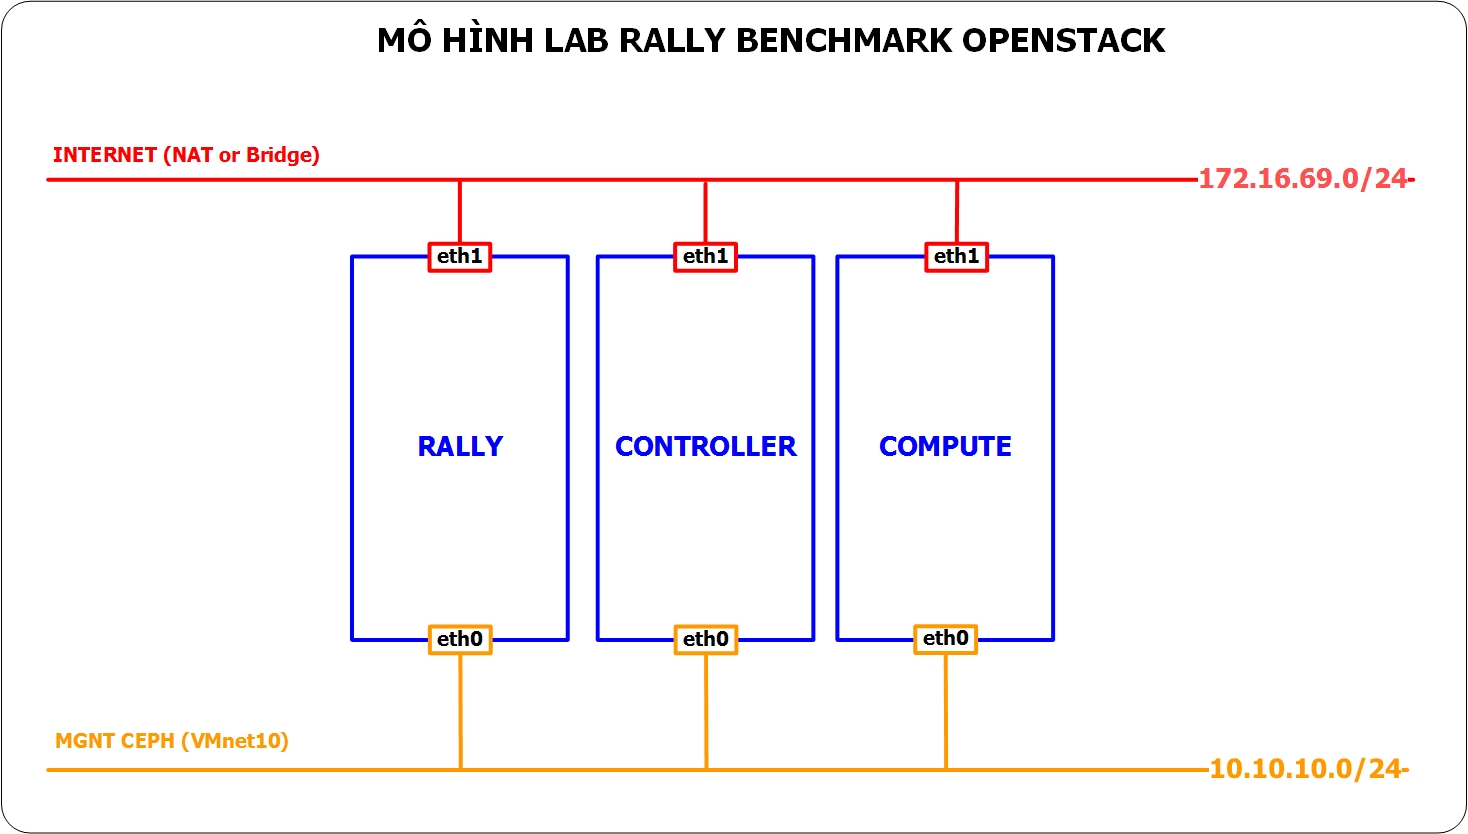 MÔ HÌNH LAB RALLY BENCHMARK OPENSTACK
INTERNET (NAT or Bridge)
172.16.69.0/24-
eth1
eth1
eth1
RALLY
CONTROLLER
COMPUTE
eth0
eth0
eth0
MGNT CEPH (VMnet10)
10.10.10.0/24-